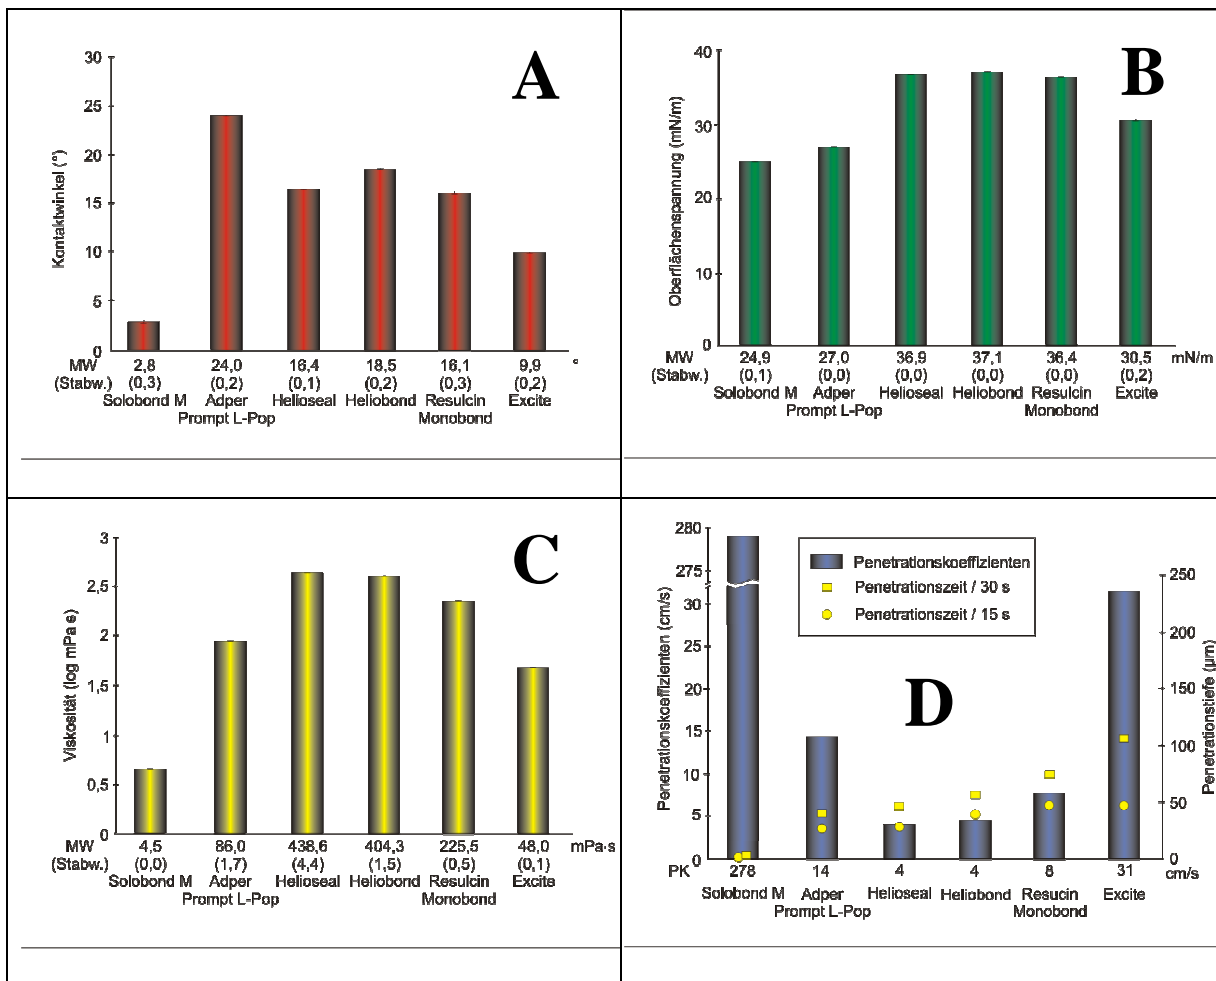 A
Kontaktwinkel (°)
30
25
20
15
10
5
0
MW 2,8 24,0 16,4 18,5 16,1 9,9 °
(Stabw.) (0,3) (0,2) (0,1) (0,2) (0,3) (0,2)
Solobond M Adper Helioseal Heliobond Resulcin Excite
Prompt L-Pop Monobond
B
Oberflächenspannung (mN/m)
40
30
20
10
0
MW 24,9 27,0 36,9 37,1 36,4 30,5 mN/m
(Stabw.) (0,1) (0,0) (0,0) (0,0) (0,0) (0,2)
Solobond M Adper Helioseal Heliobond Resulcin Excite
Prompt L-Pop Monobond
C
Viskosität (log mPa s)
3
2,5
2
1,5
1
0,5
0
MW 4,5 86,0 438,6 404,3 225,5 48,0 mPa·s
(Stabw.) (0,0) (1,7) (4,4) (1,5) (0,5) (0,1)
Solobond M Adper Helioseal Heliobond Resulcin Excite
Prompt L-Pop Monobond
D
Penetrationskoeffizienten (cm/s)
280
275
30
25
20
15
10
5
0
Penetrationskoeffizienten
Penetrationszeit / 30 s
Penetrationszeit / 15 s
250
200
150
100
50
0
Penetrationstiefe (µm)
PK 278 14 4 4 8 31 cm/s
Solobond M Adper Helioseal Heliobond Resucin Excite
Prompt L-Pop Monobond